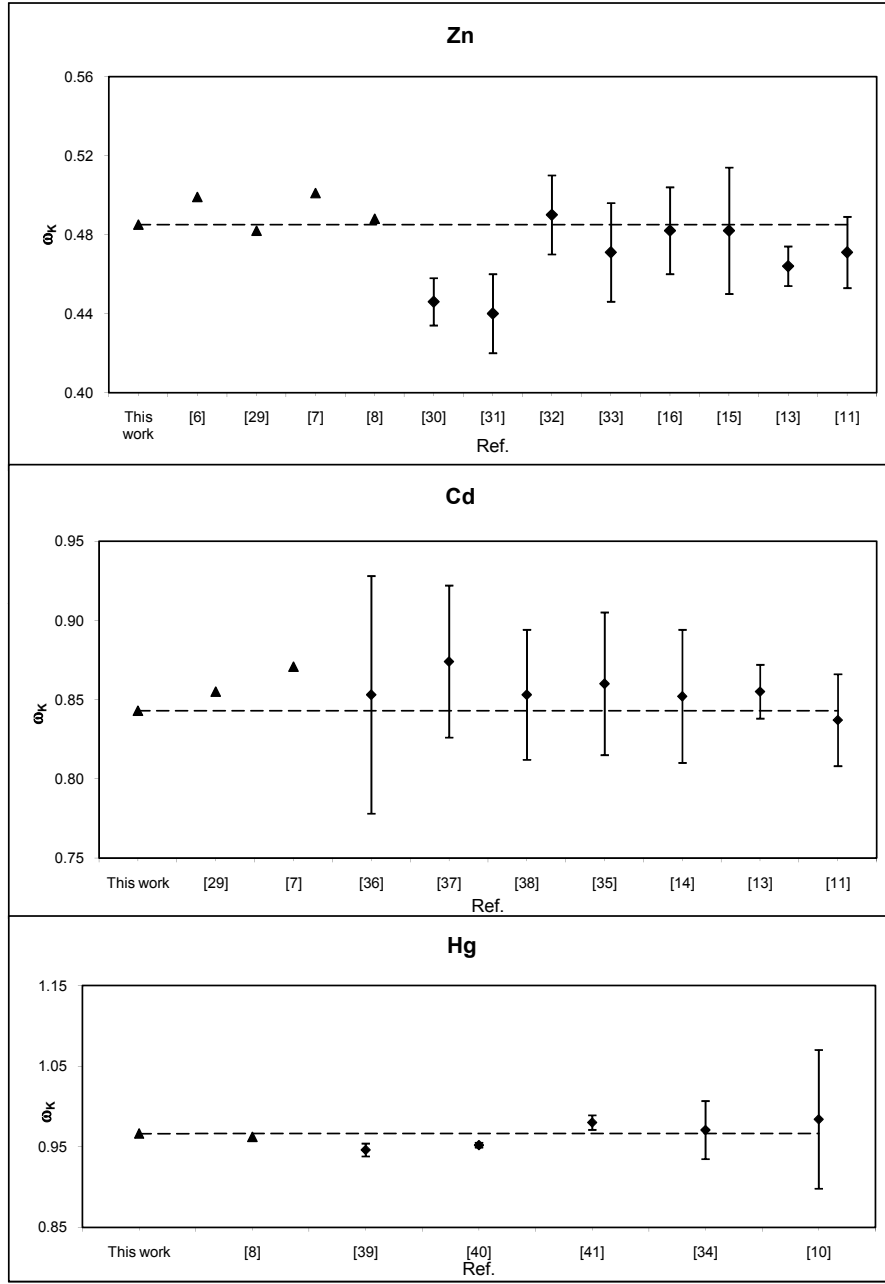 Zn
0.56
0.52
0.48
0.44
0.40
ωK
This work [6] [29] [7] [8] [30] [31] [32] [33] [16] [15] [13] [11]
Ref.
Cd
0.95
0.90
0.85
0.80
0.75
ωK
This work [29] [7] [36] [37] [38] [35] [14] [13] [11]
Ref.
Hg
1.15
1.05
0.95
0.85
ωK
This work [8] [39] [40] [41] [34] [10]
Ref.